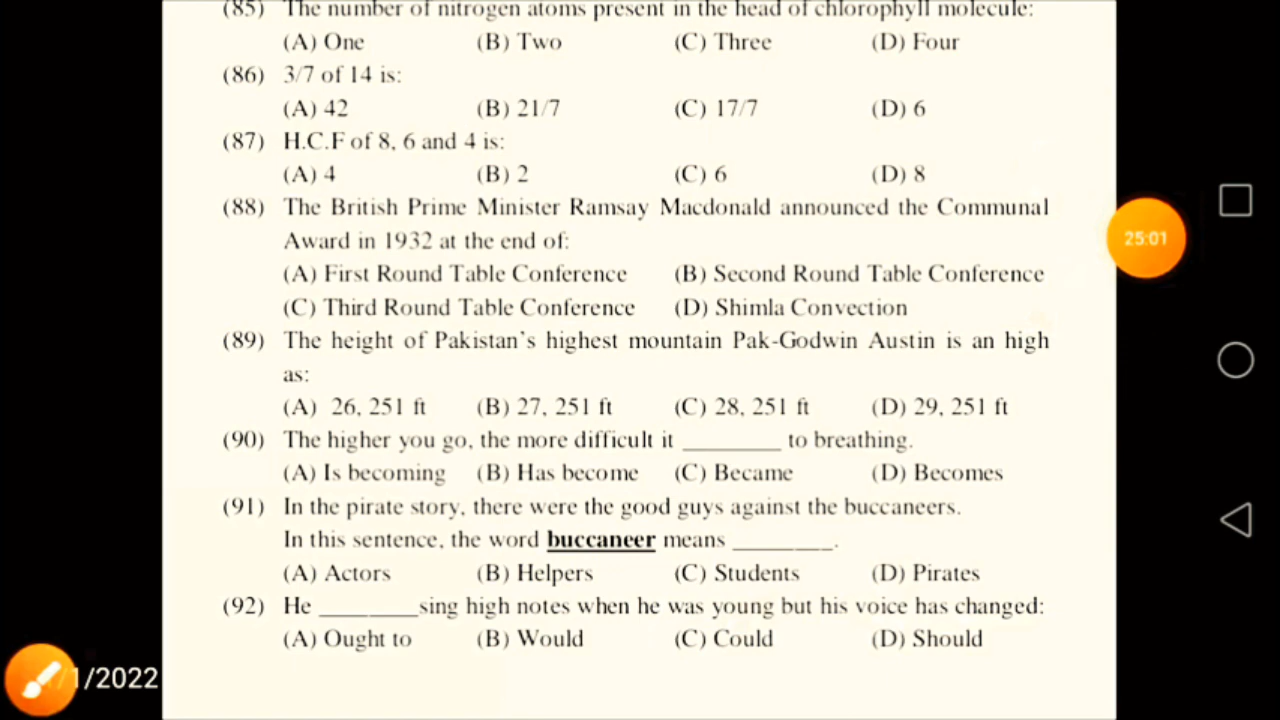 (85) The number of nitrogen atoms present in the head of chlorophyll molecule:
(A) One (B) Two (C) Three (D) Four
(86) 3/7 of 14 is:
(A) 42 (B) 21/7 (C) 17/7 (D) 6
(87) H.C.F of 8, 6 and 4 is:
(A) 4 (B) 2 (C) 6 (D) 8
(88) The British Prime Minister Ramsay Macdonald announced the Communal
Award in 1932 at the end of:
(A) First Round Table Conference (B) Second Round Table Conference
(C) Third Round Table Conference (D) Shimla Convection
25:01
(89) The height of Pakistan's highest mountain Pak-Godwin Austin is an high
as:
(A) 26, 251 ft (B) 27, 251 ft (C) 28, 251 ft (D) 29, 251 ft
(90) The higher you go, the more difficult it ________ to breathing.
(A) Is becoming (B) Has become (C) Became (D) Becomes
(91) In the pirate story, there were the good guys against the buccaneers.
In this sentence, the word buccaneer means ________.
(A) Actors (B) Helpers (C) Students (D) Pirates
(92) He ________sing high notes when he was young but his voice has changed:
(A) Ought to (B) Would (C) Could (D) Should
1/2022